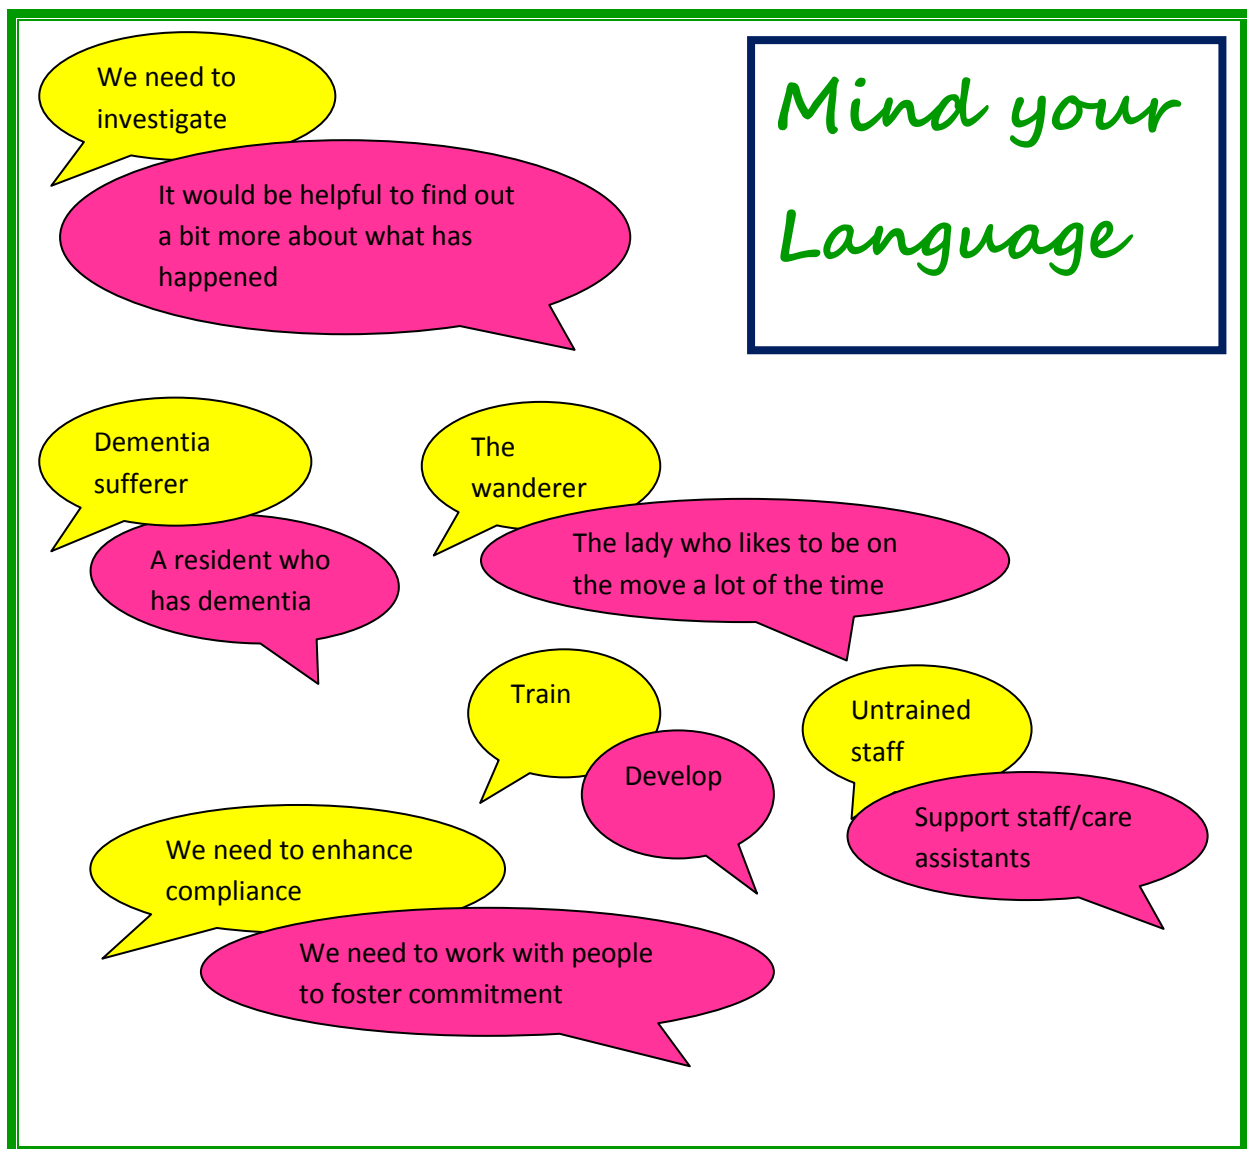 Mind your
Language
We need to
investigate
It would be helpful to find out
a bit more about what has
happened
Dementia
sufferer
A resident who
has dementia
The
wanderer
The lady who likes to be on
the move a lot of the time
Train
Develop
Untrained
staff
Support staff/care
assistants
We need to enhance
compliance
We need to work with people
to foster commitment